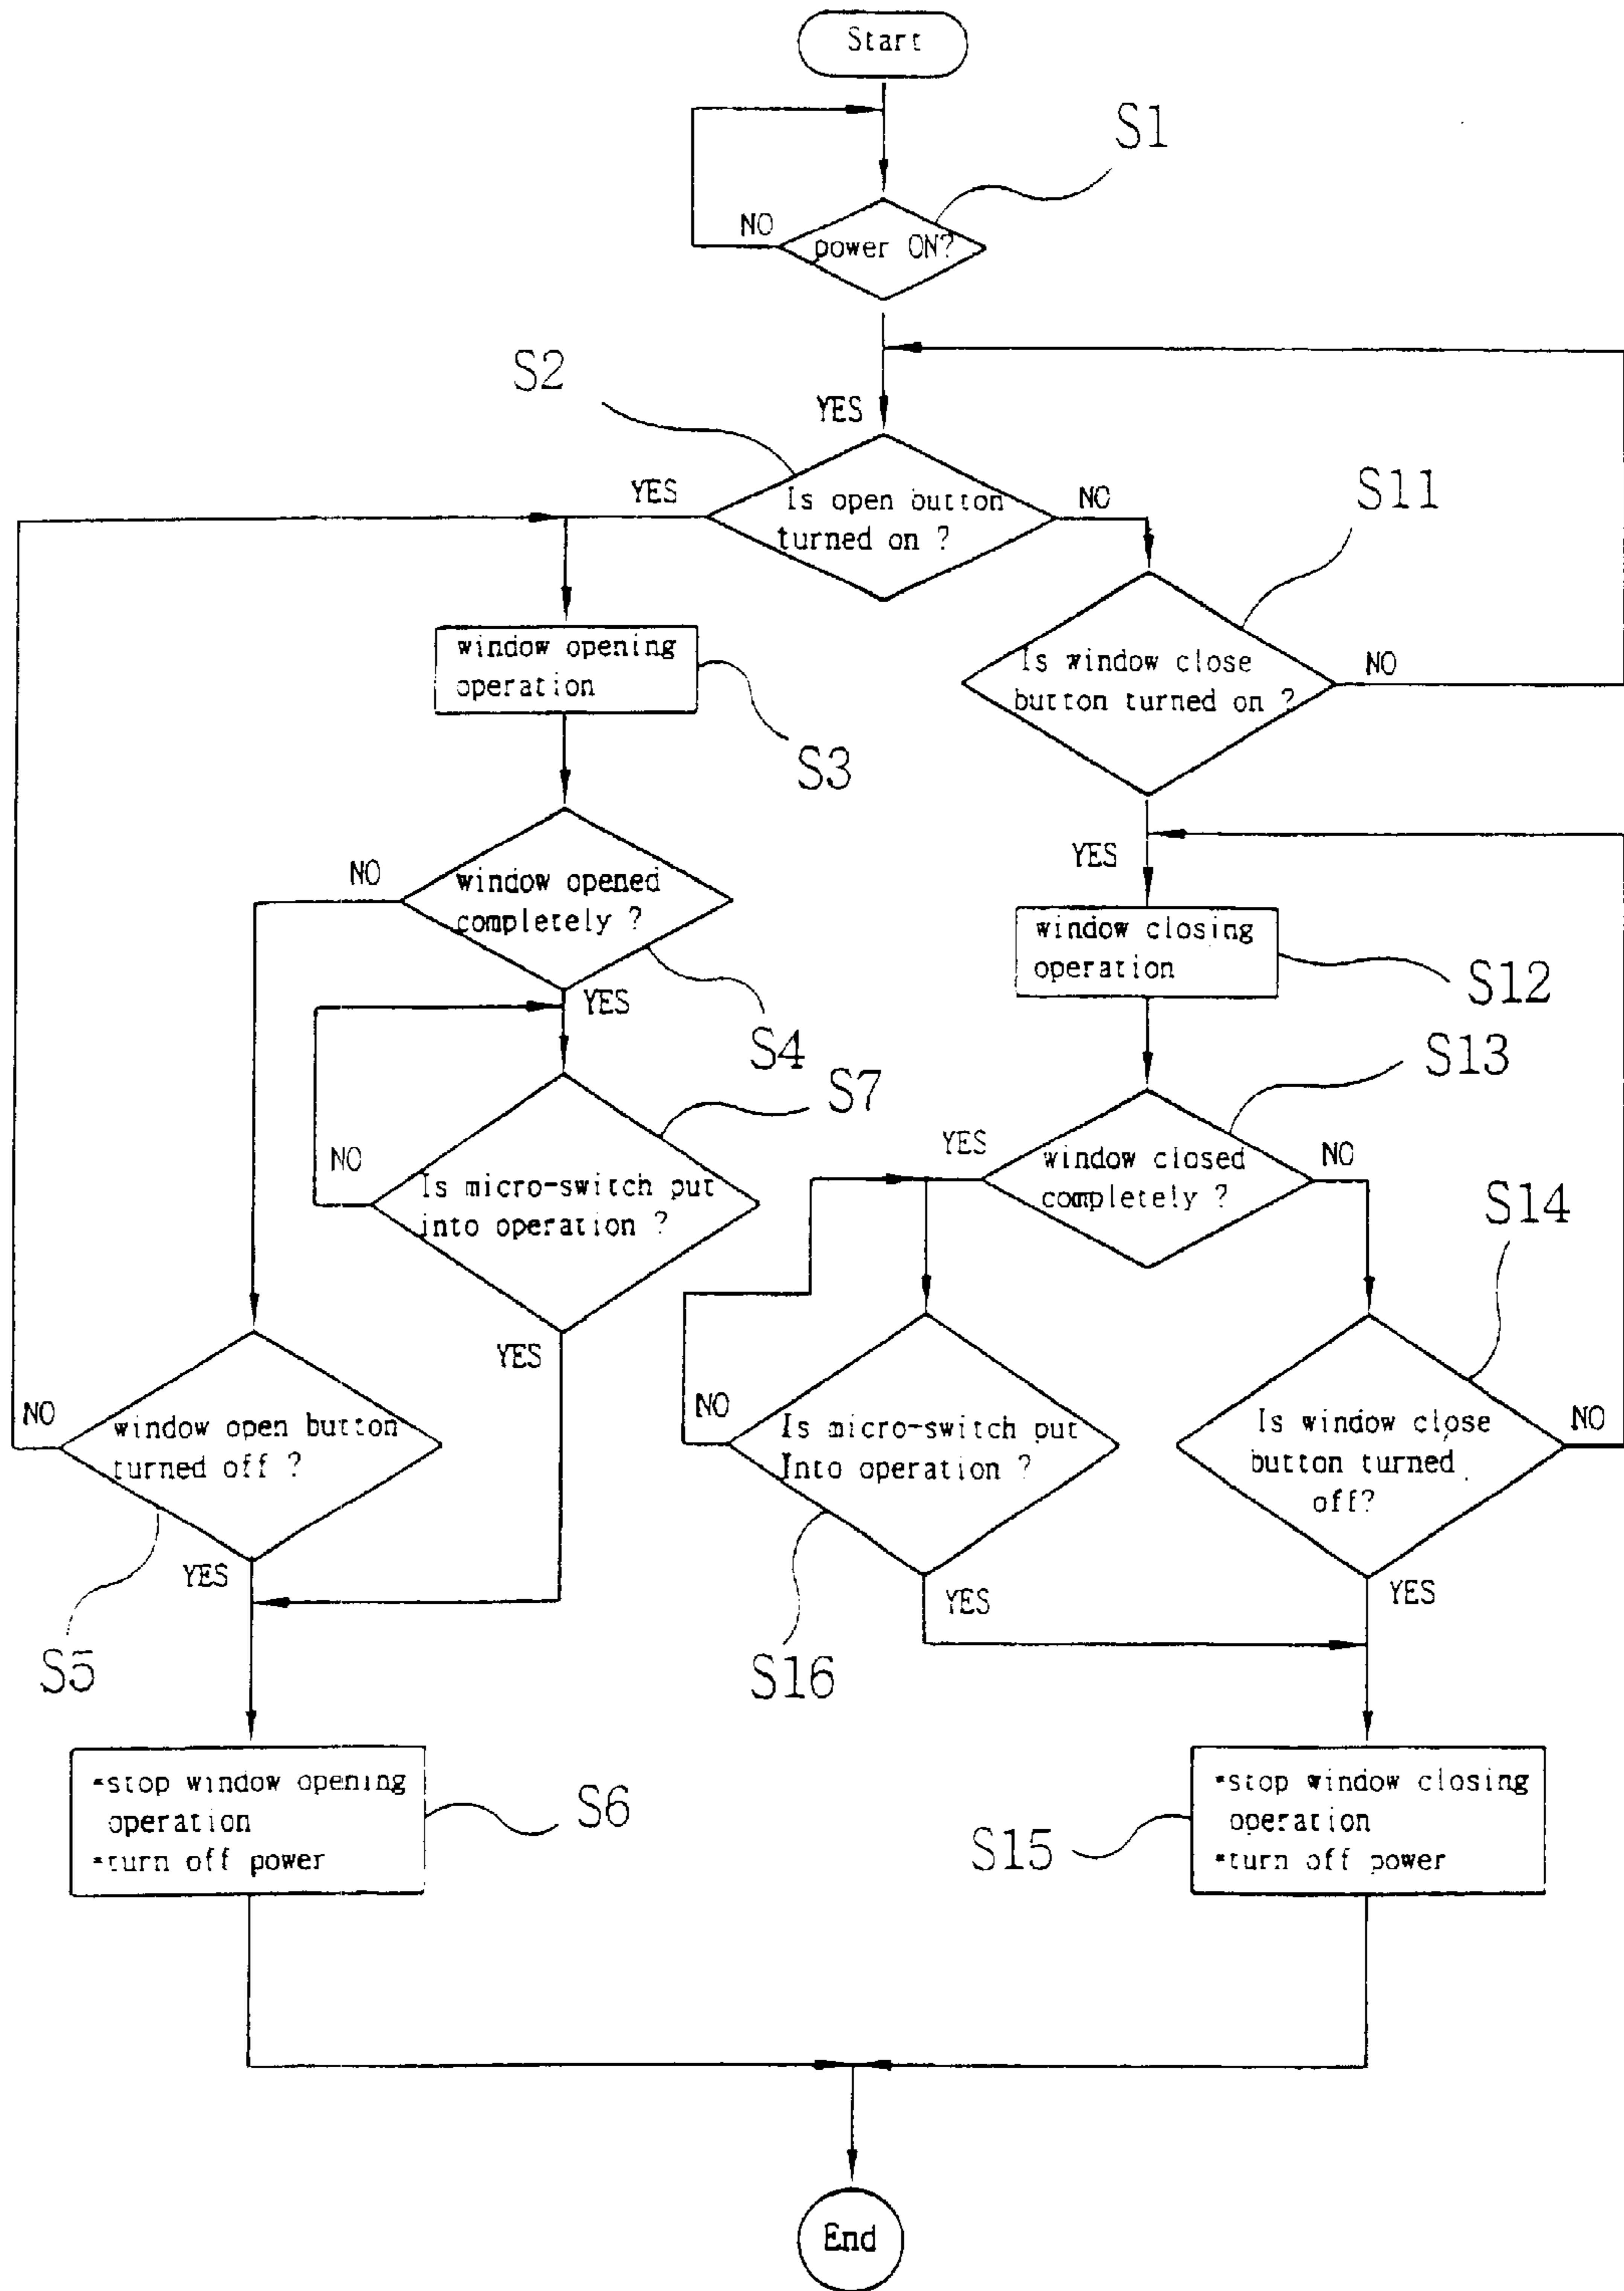 Start
S1
NO
power ON?
S2
YES
YES
Is open button
turned on ?
NO
S11
window opening
operation
S3
Is window close
button turned on ?
NO
YES
NO
window opened
completely ?
YES
S4
window closing
operation
S12
S13
S7
NO
Is micro-switch put
into operation ?
YES
YES
window closed
completely ?
NO
S14
NO
window open button
turned off ?
YES
S5
NO
Is micro-switch put
Into operation ?
YES
S16
Is window close
button turned
off?
NO
YES
*stop window opening
operation
*turn off power
S6
S15
*stop window closing
operation
*turn off power
End